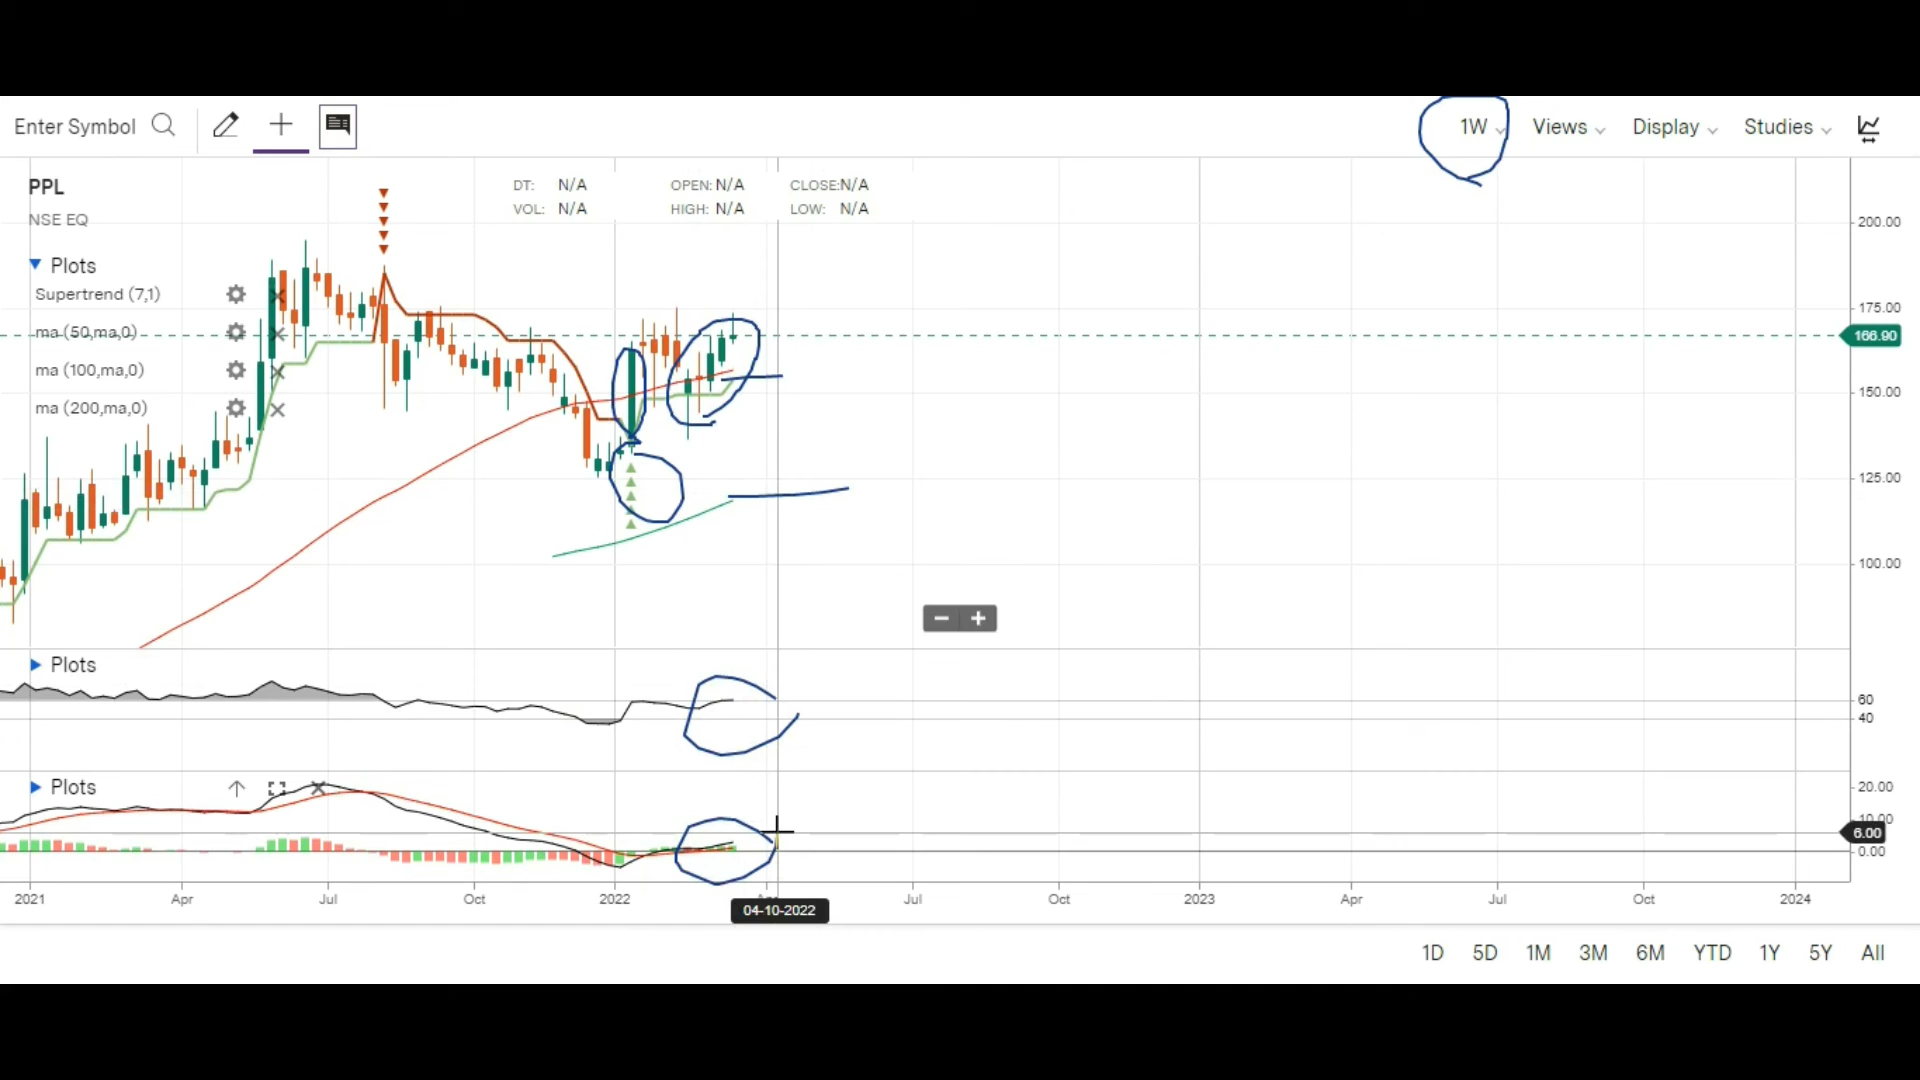 Enter Symbol
1W Views Display Studies
PPL
NSE EQ
DT: N/A OPEN: N/A CLOSE:N/A
VOL: N/A HIGH: N/A LOW: N/A
Plots
Supertrend (7,1)
ma (50,ma,0)
ma (100,ma,0)
ma (200,ma,0)
200.00
175.00
166.90
150.00
125.00
100.00
Plots
60
40
Plots
20.00
10.00
6.00
0.00
2021 Apr Jul Oct 2022 Jul Oct 2023 Apr Jul Oct 2024
04-10-2022
1D 5D 1M 3M 6M YTD 1Y 5Y All